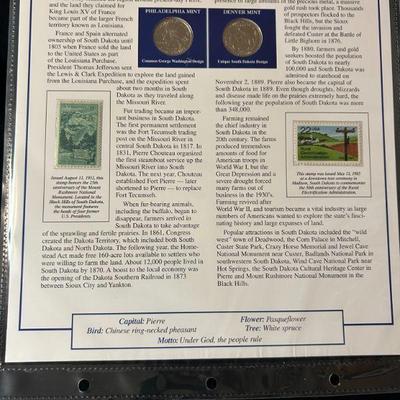 and the land they claimed for
King Louis XV of France
became part of the larger French
territory known as Louisiana.
France and Spain alternated
ownership of South Dakota until
1803 when France sold the land
to the United States as part
of the Louisiana Purchase.
President Thomas Jefferson sent
the Lewis & Clark Expedition to explore the land gained
from the Louisiana Purchase, and the expedition spent
about two months in South
Dakota as they traveled along
the Missouri River.
Fur trading became an important
business in South Dakota. The
Fort Tecumseh trading post on the Missouri River in
central South Dakota in 1817. In
1831, Pierre Chouteau organized
the first steamboat service up the
Missouri River into South
Dakota. The next year, Chouteau
established Fort Pierre — later
shortened to Pierre — to replace
Fort Tecumseh.
When fur-bearing animals,
including the buffalo, began to
disappear, farmers arrived in
South Dakota to take advantage
of the sprawling and fertile prairies. In 1861, Congress
created the Dakota Territory, which included both South
Dakota and North Dakota. The following year, the Home-
stead Act made free 160-acre lots available to settlers who
were willing to farm the land. About 12,000 people lived in
South Dakota by 1870. A boost to the local economy
was the opening of the Dakota Southern Railroad in 1873
between Sioux City and Yankton.
PHILADELPHIA MINT
Common George Washington Design
DENVER MINT
Unique South Dakota Design
Issued August 11, 1952, this
stamp honors the 25th
anniversary of the Mount
Rushmore National
Monument. Located in the
Black Hills of South Dakota,
the monument features
the heads of four former
U.S. Presidents
large amounts of the precious metal, a massive
gold rush took place. Thousands
of prospectors flocked to the
Black Hills, but the Sioux
fought the invasion
and defeated Custer at the Battle of
Little Bighorn in 1876.
By 1880, farmers and gold
seekers boosted the population
of South Dakota to nearly
100,000 and South Dakota was
admitted to statehood on
November 2, 1889. Pierre also became the capital of
South Dakota in 1889. Even though droughts, blizzards
and disease made life on the prairies extremely hard, the
following year the population of South Dakota was more
than 348,000.
Farming remained
the chief industry in
South Dakota in the
20th century. The farms
produced tremendous
amounts of food for
American troops in
World War I, but the
Great Depression and a
severe drought forced
many farms out of
business in the 1930's.
Farming revived after
World War II, and tourism became a vital industry as large
numbers of Americans wanted to explore the state's fasci-
nating history and large expanses of land.
22 USA
This stamp was issued May 11, 1985
at a downtown tent ceremony in
Madison, South Dakota to commemorate
the 50th anniversary of the Rural
Electrification Administration.
Popular attractions in South Dakota included the "wild
west" town of Deadwood, the Corn Palace in Mitchell,
Custer State Park, Crazy Horse Memorial and Jewel Cave
National Monument near Custer, Badlands National Park in
southwestern South Dakota, Wind Cave National Park near
Hot Springs, the South Dakota Cultural Heritage Center in
Pierre and Mount Rushmore National Monument in the
Black Hills.
Capital: Pierre Flower: Pasqueflower
Bird: Chinese ring-necked pheasant Tree: White spruce
Motto: Under God, the people rule